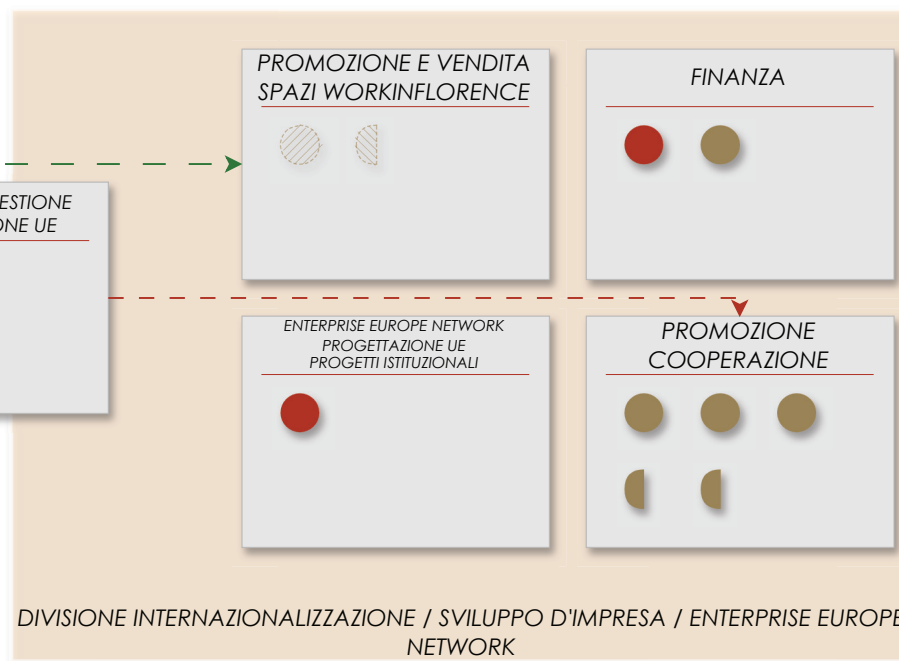 PROMOZIONE E VENDITA
SPAZI WORKINFLORENCE
FINANZA
ESTIONE
ONE UE
ENTERPRISE EUROPE NETWORK
PROGETTAZIONE UE
PROGETTI ISTITUZIONALI
PROMOZIONE
COOPERAZIONE
DIVISIONE INTERNAZIONALIZZAZIONE / SVILUPPO D'IMPRESA / ENTERPRISE EUROPE
NETWORK